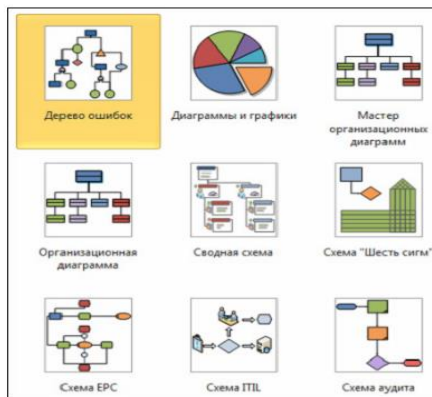 Дерево ошибок
Диаграммы и графики
Мастер
организационных
диаграмм
Организационная
диаграмма
Сводная схема
Схема "Шесть сигм"
Схема EPC
Схема ITIL
Схема аудита